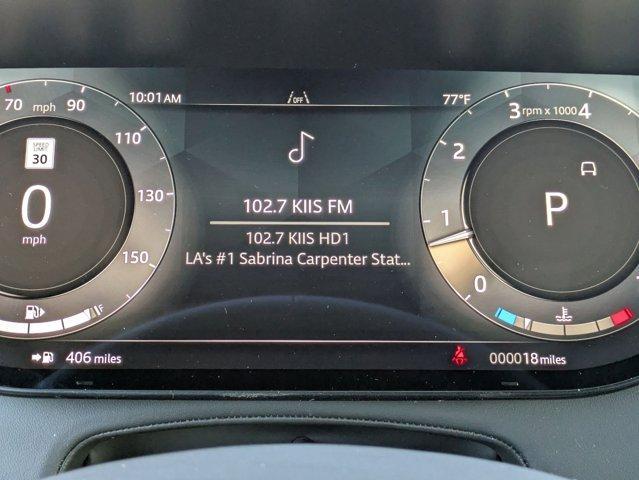 70 mph 90
110
130
150
SPEED
LIMIT
30
0
mph
F
406 miles
10:01 AM
OFF
77°F
102.7 KIIS FM
102.7 KIIS HD1
LA's #1 Sabrina Carpenter Stat...
3 rpm x 1000 4
2
1
0
P
000018 miles